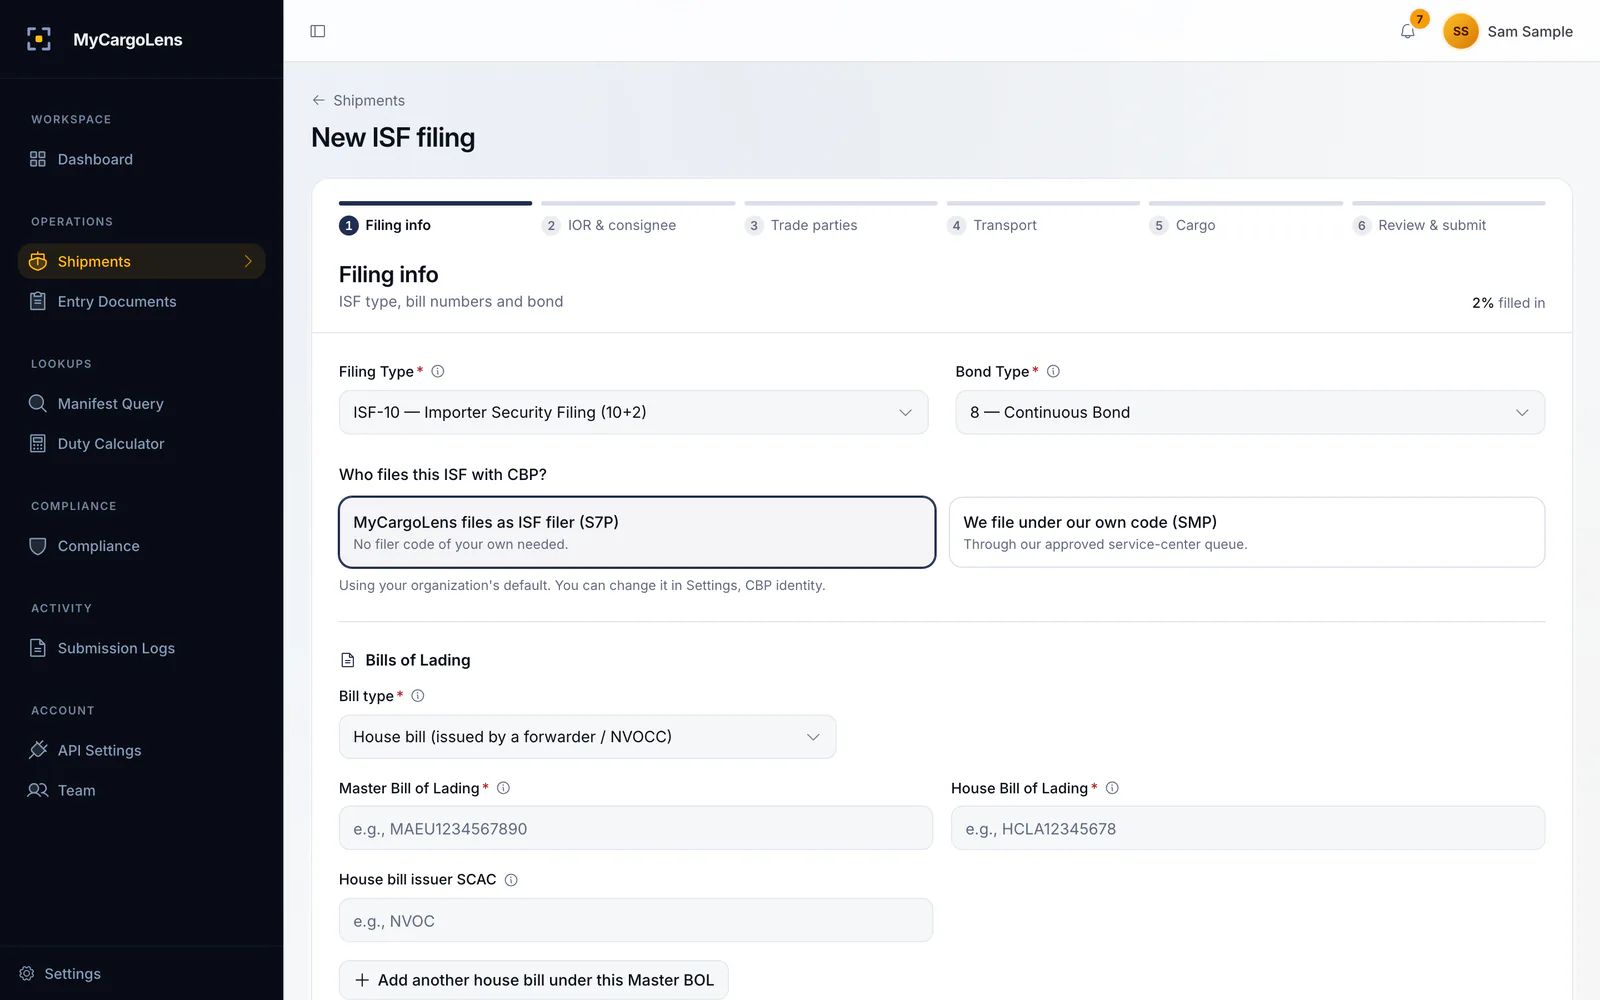 MyCargoLens
WORKSPACE
Dashboard
OPERATIONS
Shipments
Entry Documents
LOOKUPS
Manifest Query
Duty Calculator
COMPLIANCE
Compliance
ACTIVITY
Submission Logs
ACCOUNT
API Settings
Team
Settings
7
SS Sam Sample
← Shipments
New ISF filing
1 Filing info
2 IOR & consignee
3 Trade parties
4 Transport
5 Cargo
6 Review & submit
Filing info
ISF type, bill numbers and bond
2% filled in
Filing Type*
ISF-10 — Importer Security Filing (10+2)
Bond Type*
8 — Continuous Bond
Who files this ISF with CBP?
MyCargoLens files as ISF filer (S7P)
No filer code of your own needed.
We file under our own code (SMP)
Through our approved service-center queue.
Using your organization's default. You can change it in Settings, CBP identity.
Bills of Lading
Bill type*
House bill (issued by a forwarder / NVOCC)
Master Bill of Lading*
e.g., MAEU1234567890
House Bill of Lading*
e.g., HCLA12345678
House bill issuer SCAC
e.g., NVOC
+ Add another house bill under this Master BOL